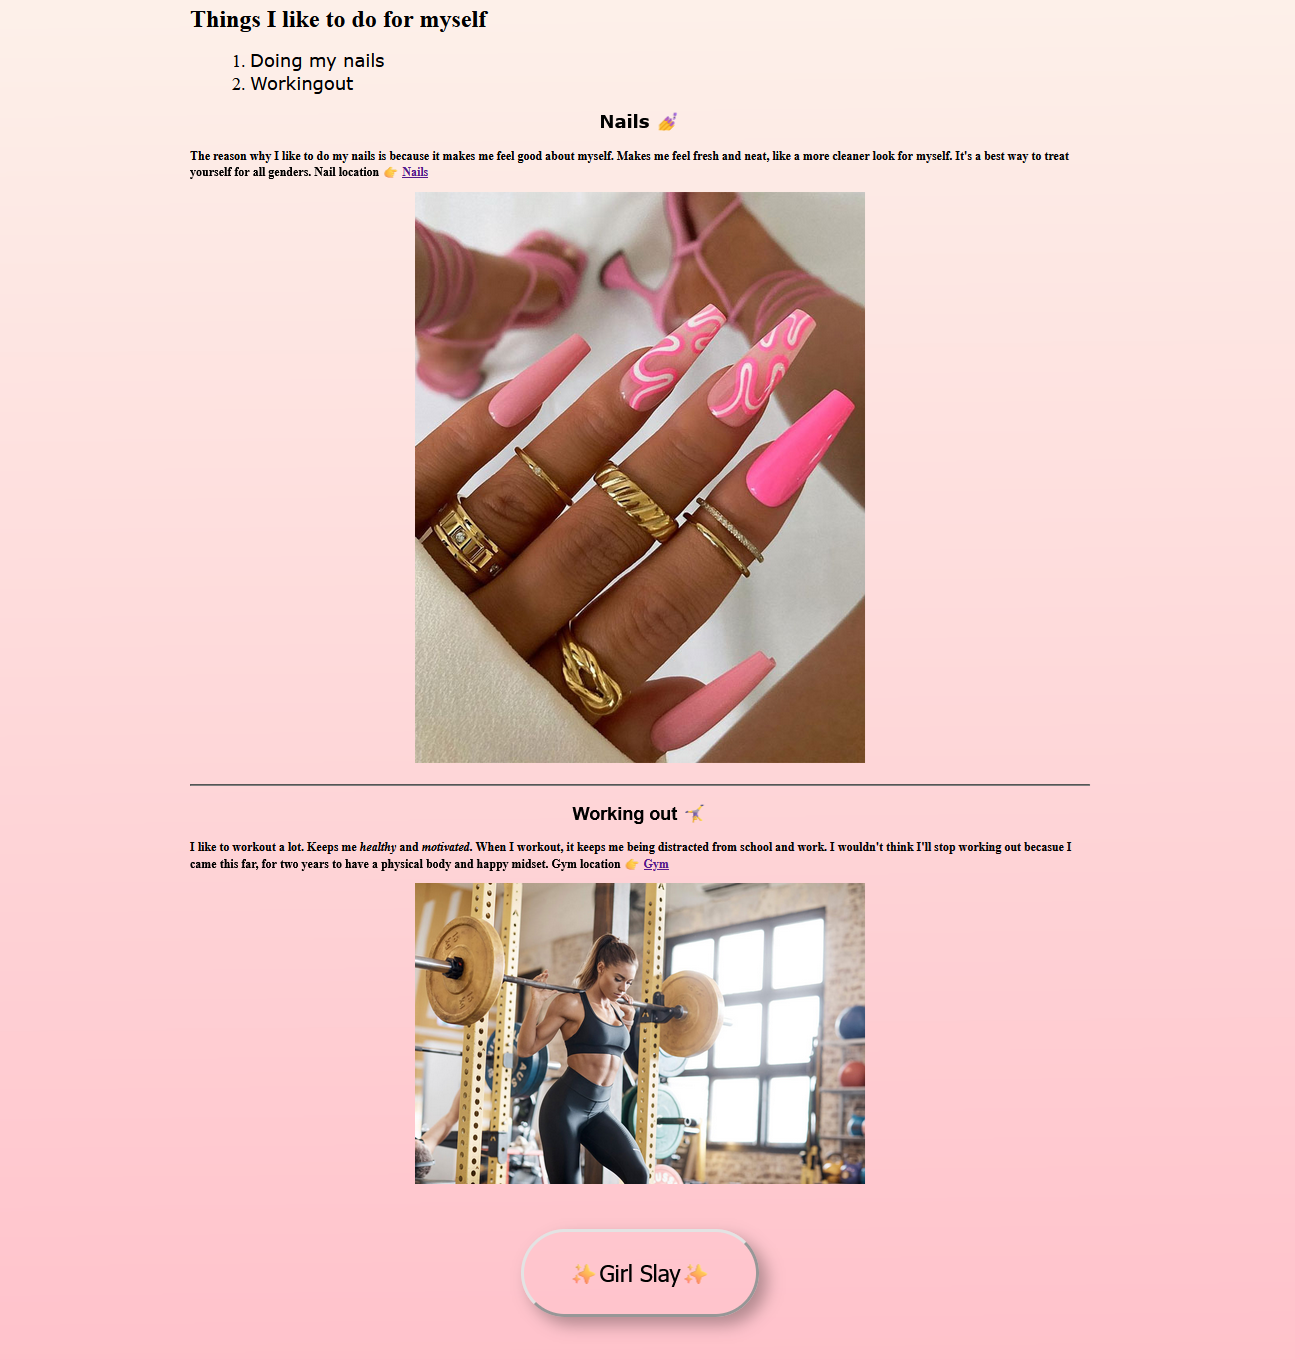 Things I like to do for myself
1. Doing my nails
2. Workingout
Nails 💅
The reason why I like to do my nails is because it makes me feel good about myself. Makes me feel fresh and neat, like a more cleaner look for myself. It's a best way to treat
yourself for all genders. Nail location 👉 Nails
Working out 🤸‍♀️
I like to workout a lot. Keeps me healthy and motivated. When I workout, it keeps me being distracted from school and work. I wouldn't think I'll stop working out becasue I
came this far, for two years to have a physical body and happy midset. Gym location 👉 Gym
AUS
✨Girl Slay✨